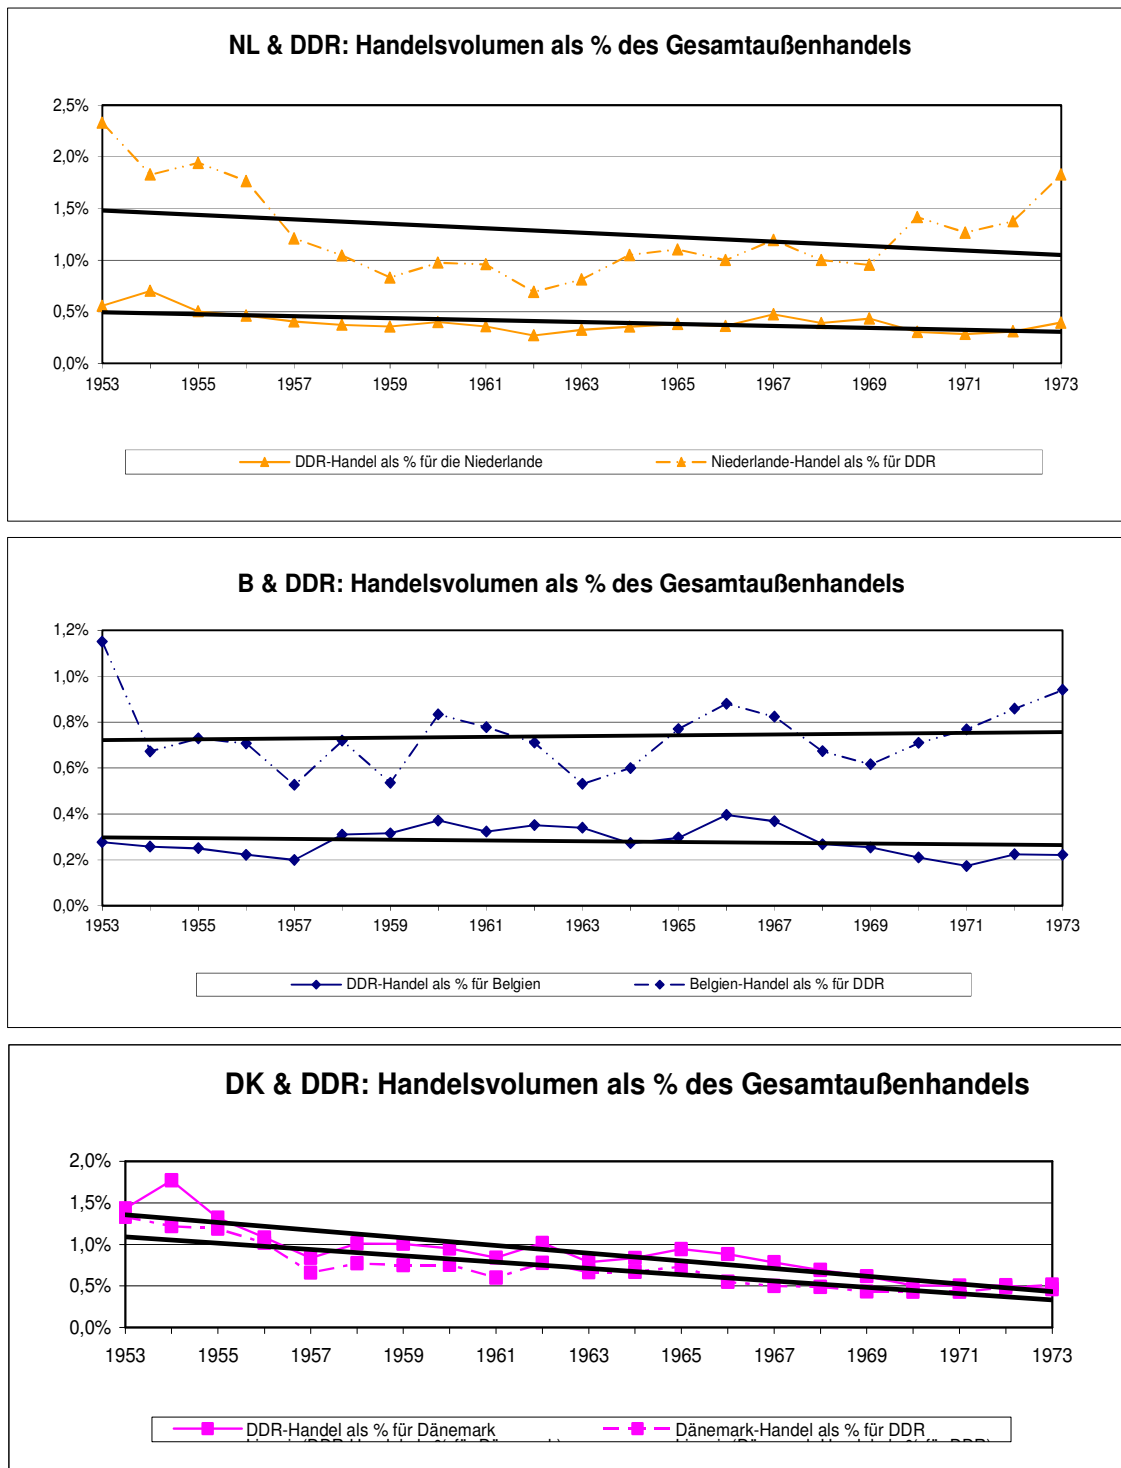 NL & DDR: Handelsvolumen als % des Gesamtaußenhandels
2,5%
2,0%
1,5%
1,0%
0,5%
0,0%
1953 1955 1957 1959 1961 1963 1965 1967 1969 1971 1973
DDR-Handel als % für die Niederlande Niederlande-Handel als % für DDR
B & DDR: Handelsvolumen als % des Gesamtaußenhandels
1,2%
1,0%
0,8%
0,6%
0,4%
0,2%
0,0%
1953 1955 1957 1959 1961 1963 1965 1967 1969 1971 1973
DDR-Handel als % für Belgien Belgien-Handel als % für DDR
DK & DDR: Handelsvolumen als % des Gesamtaußenhandels
2,0%
1,5%
1,0%
0,5%
0,0%
1953 1955 1957 1959 1961 1963 1965 1967 1969 1971 1973
DDR-Handel als % für Dänemark Dänemark-Handel als % für DDR